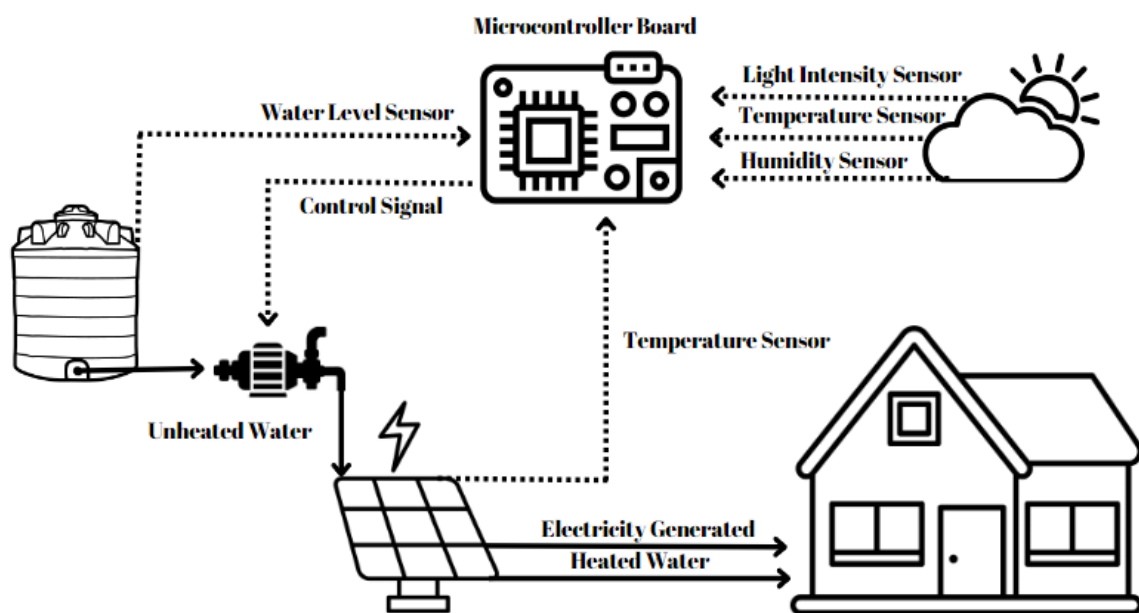 Microcontroller Board
Light Intensity Sensor
Water Level Sensor
Temperature Sensor
Humidity Sensor
Control Signal
Temperature Sensor
Unheated Water
Electricity Generated
Heated Water